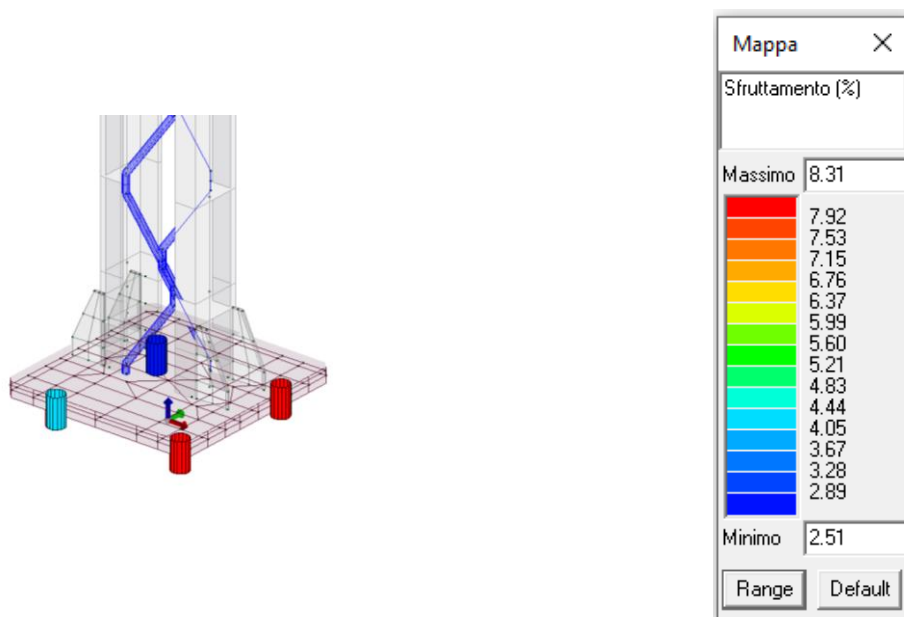 Mappa
Sfruttamento (%)
Massimo 8.31
7.92
7.53
7.15
6.76
6.37
5.99
5.60
5.21
4.83
4.44
4.05
3.67
3.28
2.89
Minimo 2.51
Range Default